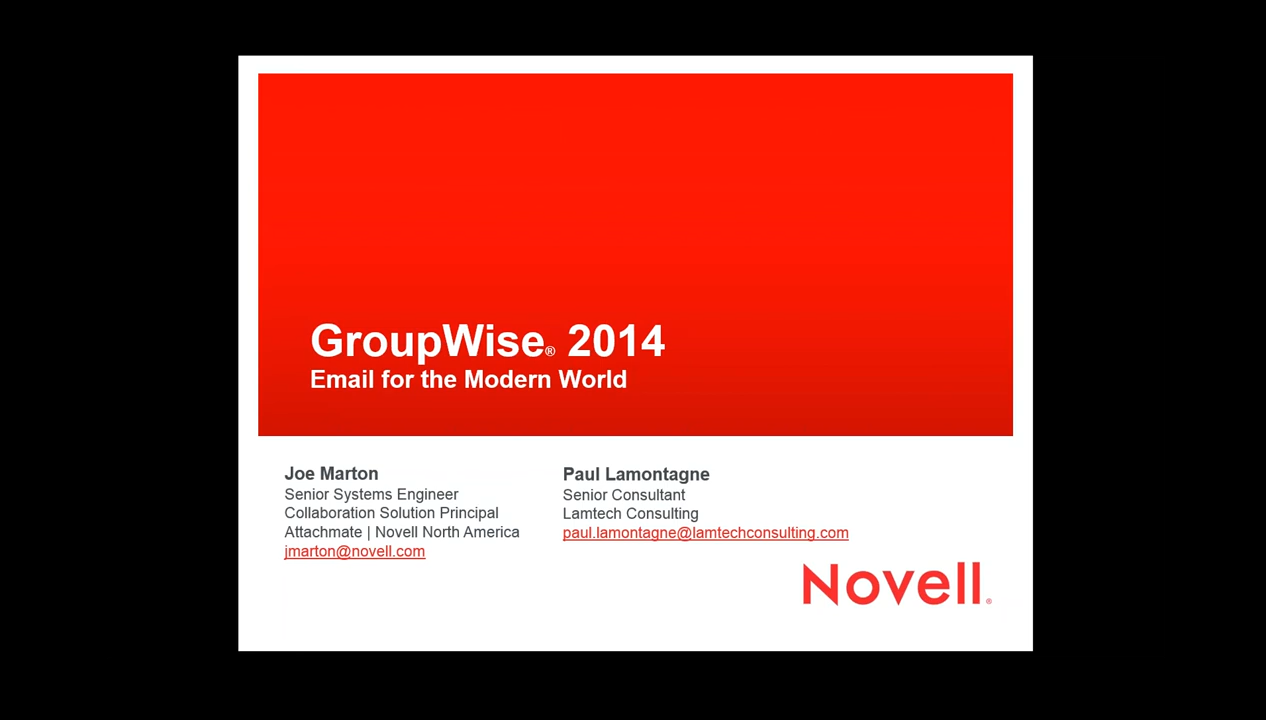 GroupWise® 2014
Email for the Modern World
Joe Marton
Senior Systems Engineer
Collaboration Solution Principal
Attachmate | Novell North America
jmarton@novell.com
Paul Lamontagne
Senior Consultant
Lamtech Consulting
paul.lamontagne@lamtechconsulting.com
Novell®